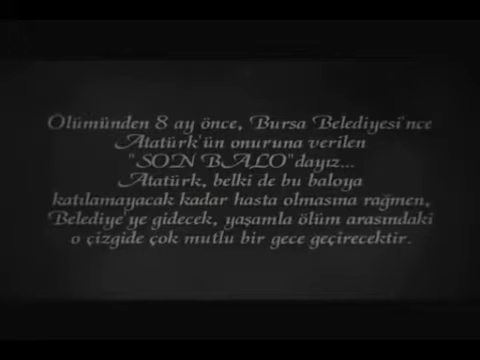 Ölümünden 8 ay önce, Bursa Belediyesi'nce
Atatürk'ün onuruna verilen
"SON BALO"dayız...
Atatürk, belki de bu baloya
katılamayacak kadar hasta olmasına rağmen,
Belediye'ye gidecek, yaşamla ölüm arasındaki
o çizgide çok mutlu bir gece geçirecektir.